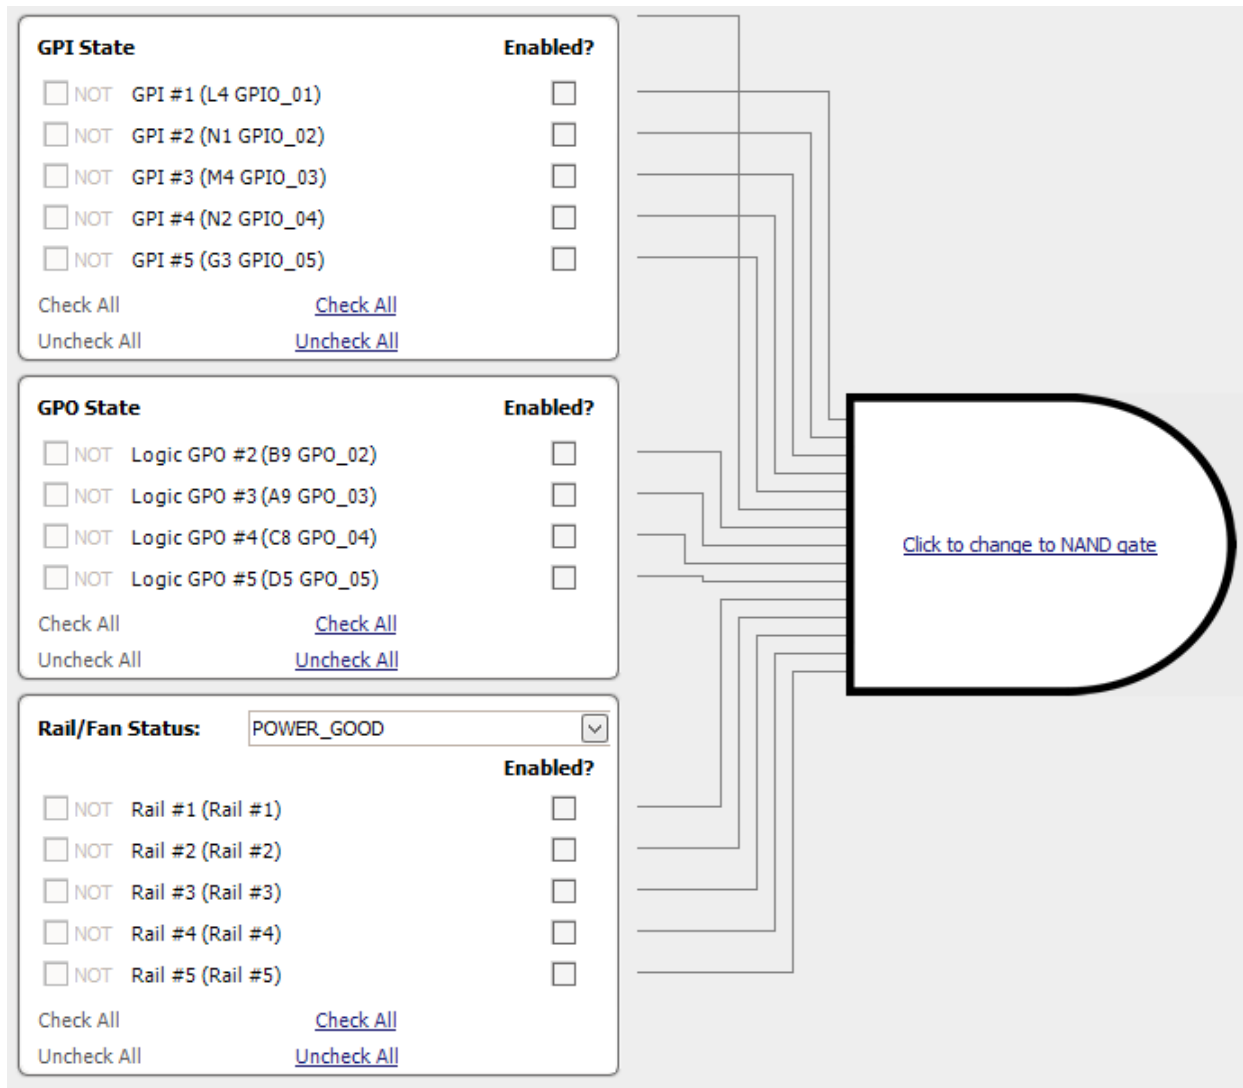 GPI State Enabled?
NOT GPI #1 (L4 GPIO_01)
NOT GPI #2 (N1 GPIO_02)
NOT GPI #3 (M4 GPIO_03)
NOT GPI #4 (N2 GPIO_04)
NOT GPI #5 (G3 GPIO_05)
Check All Check All
Uncheck All Uncheck All
GPO State Enabled?
NOT Logic GPO #2 (B9 GPO_02)
NOT Logic GPO #3 (A9 GPO_03)
NOT Logic GPO #4 (C8 GPO_04)
NOT Logic GPO #5 (D5 GPO_05)
Check All Check All
Uncheck All Uncheck All
Rail/Fan Status: POWER_GOOD
Enabled?
NOT Rail #1 (Rail #1)
NOT Rail #2 (Rail #2)
NOT Rail #3 (Rail #3)
NOT Rail #4 (Rail #4)
NOT Rail #5 (Rail #5)
Check All Check All
Uncheck All Uncheck All
Click to change to NAND gate